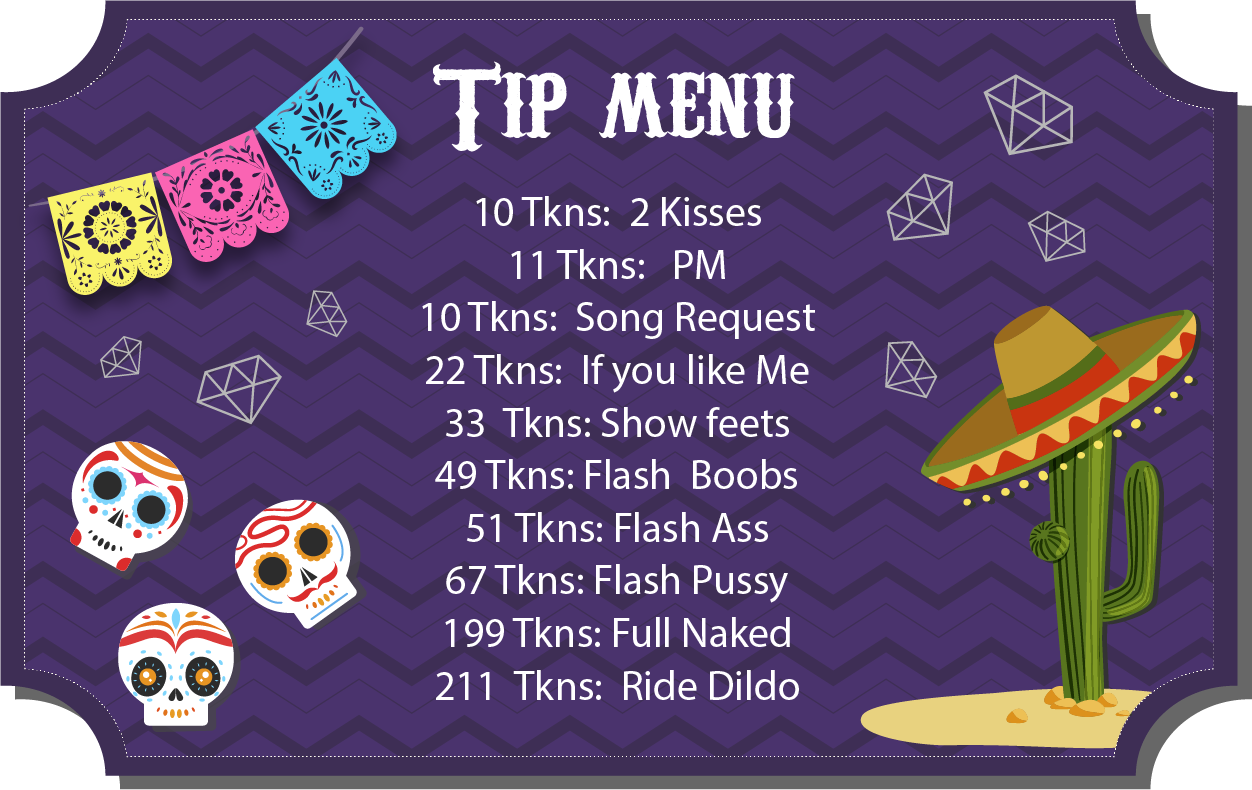 Tip menu
10 Tkns: 2 Kisses
11 Tkns: PM
10 Tkns: Song Request
22 Tkns: If you like Me
33 Tkns: Show feets
49 Tkns: Flash Boobs
51 Tkns: Flash Ass
67 Tkns: Flash Pussy
199 Tkns: Full Naked
211 Tkns: Ride Dildo